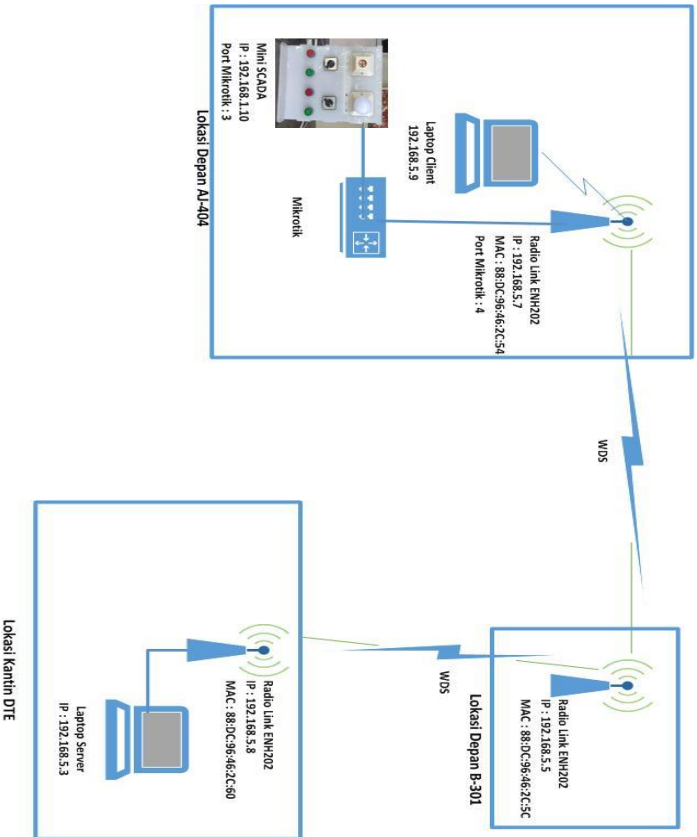 Radio Link ENH202
IP : 192.168.5.7
MAC : 88:DC:96:46:2C:54
Port Mikrotik : 4
Laptop Client
192.168.5.9
Mikrotik
Mini SCADA
IP : 192.168.1.10
Port Mikrotik : 3
Lokasi Depan AJ-404
WDS
Radio Link ENH202
IP : 192.168.5.5
MAC : 88:DC:96:46:2C:5C
Lokasi Depan B-301
WDS
Radio Link ENH202
IP : 192.168.5.8
MAC : 88:DC:96:46:2C:60
Laptop Server
IP : 192.168.5.3
Lokasi Kantin DTE